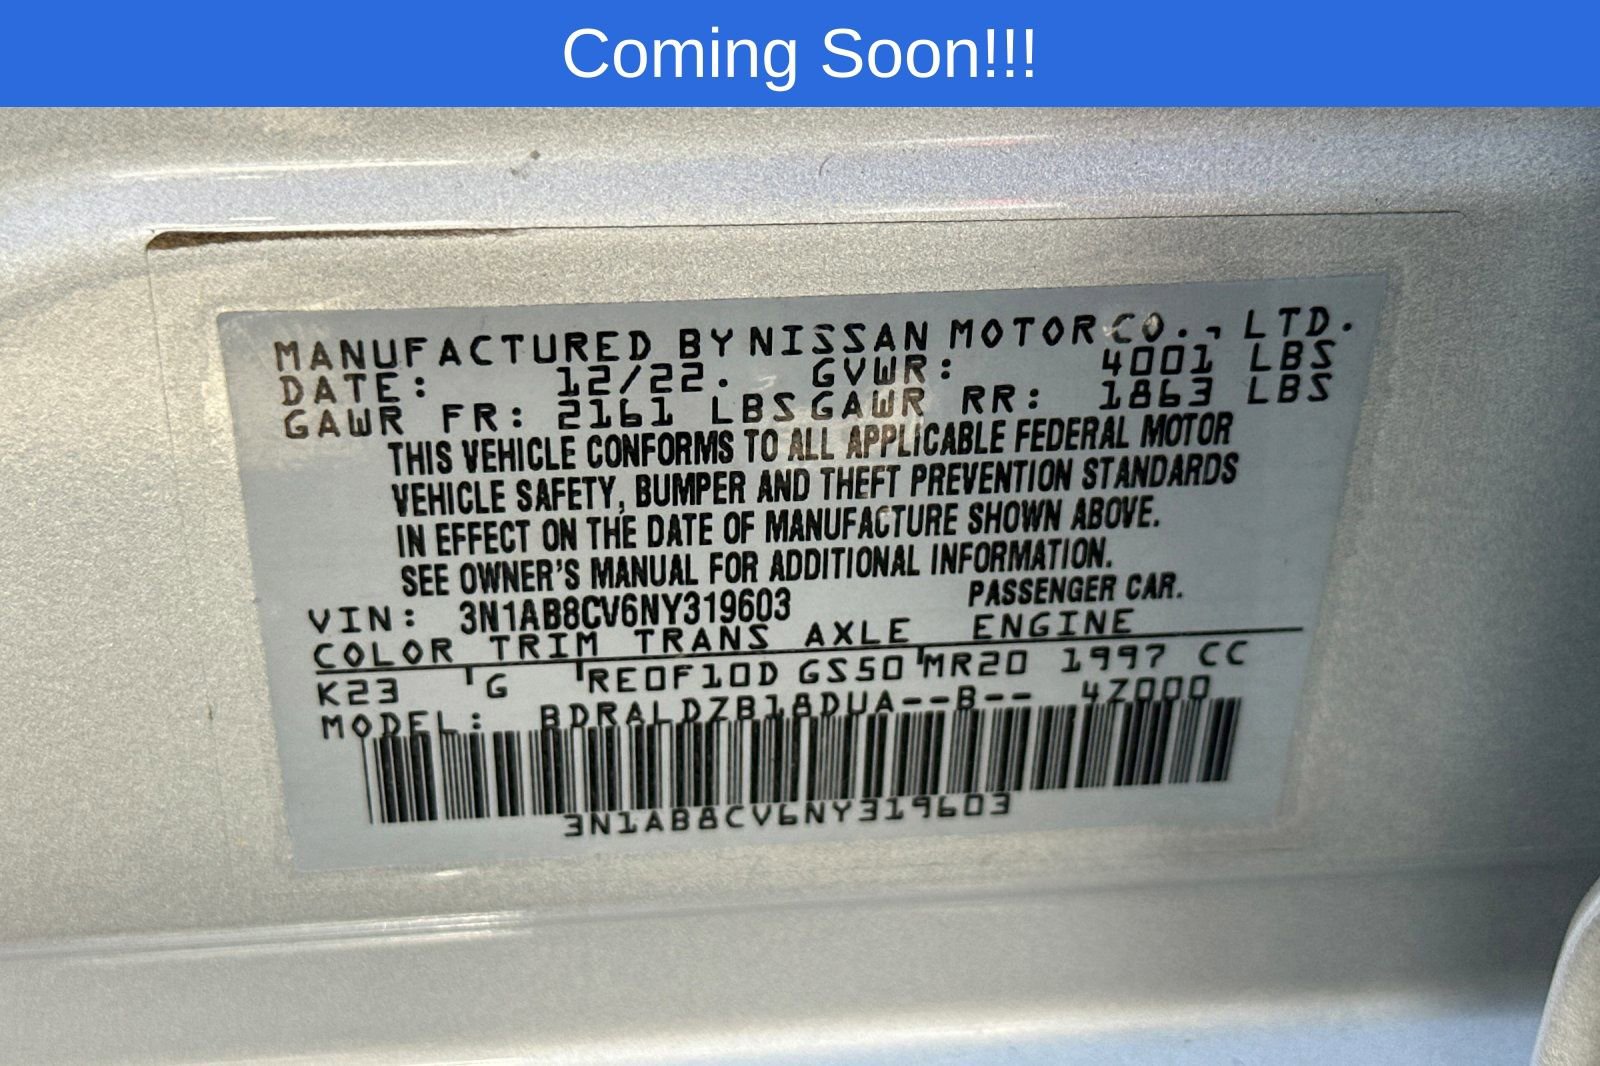 Coming Soon!!!
MANUFACTURED BY NISSAN MOTOR CO., LTD.
DATE: 12/22. GVWR: 4001 LBS
GAWR FR: 2161 LBS GAWR RR: 1863 LBS
THIS VEHICLE CONFORMS TO ALL APPLICABLE FEDERAL MOTOR
VEHICLE SAFETY, BUMPER AND THEFT PREVENTION STANDARDS
IN EFFECT ON THE DATE OF MANUFACTURE SHOWN ABOVE.
SEE OWNER'S MANUAL FOR ADDITIONAL INFORMATION.
VIN: 3N1AB8CV6NY319603 PASSENGER CAR.
COLOR TRIM TRANS AXLE ENGINE
K23 G RE0F10D GS50 MR20 1997 CC
MODEL: BDRALDZB18DUA--B-- 4Z000
3N1AB8CV6NY319603